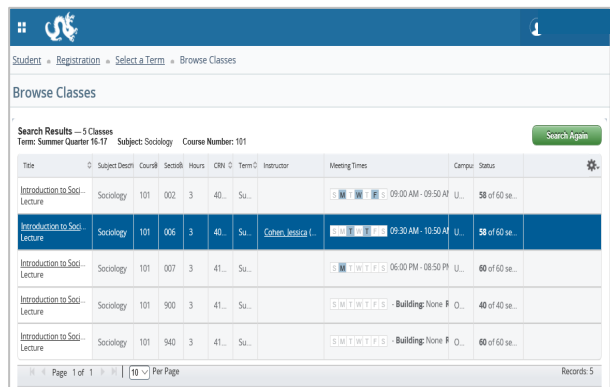 Student Registration Select a Term Browse Classes
Browse Classes
Search Results — 5 Classes
Term: Summer Quarter 16-17 Subject: Sociology Course Number: 101
Search Again
Title Subject Descri Course Section Hours CRN Term Instructor Meeting Times Campu Status
Introduction to Soci...
Lecture
Sociology 101 002 3 40... Su... S M T W T F S 09:00 AM - 09:50 AM U... 58 of 60 se...
Introduction to Soci...
Lecture
Sociology 101 006 3 40... Su... Cohen, Jessica (... S M T W T F S 09:30 AM - 10:50 AM U... 58 of 60 se...
Introduction to Soci...
Lecture
Sociology 101 007 3 41... Su... S M T W T F S 06:00 PM - 08:50 PM U... 60 of 60 se...
Introduction to Soci...
Lecture
Sociology 101 900 3 41... Su... S M T W T F S - Building: None R O... 40 of 40 se...
Introduction to Soci...
Lecture
Sociology 101 940 3 41... Su... S M T W T F S - Building: None R O... 60 of 60 se...
Page 1 of 1 10 Per Page Records: 5